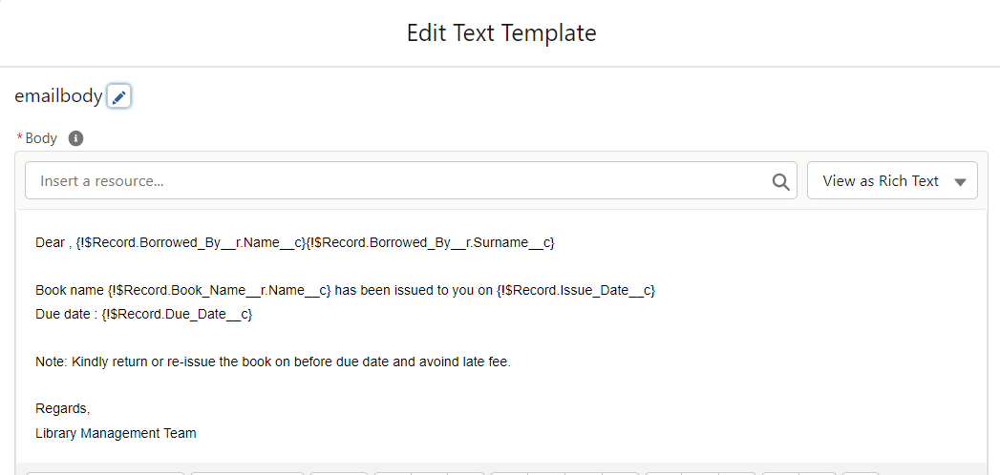 Edit Text Template
emailbody
* Body
Insert a resource...
View as Rich Text
Dear , {!$Record.Borrowed_By__r.Name__c}{!$Record.Borrowed_By__r.Surname__c}
Book name {!$Record.Book_Name__r.Name__c} has been issued to you on {!$Record.Issue_Date__c}
Due date : {!$Record.Due_Date__c}
Note: Kindly return or re-issue the book on before due date and avoind late fee.
Regards,
Library Management Team